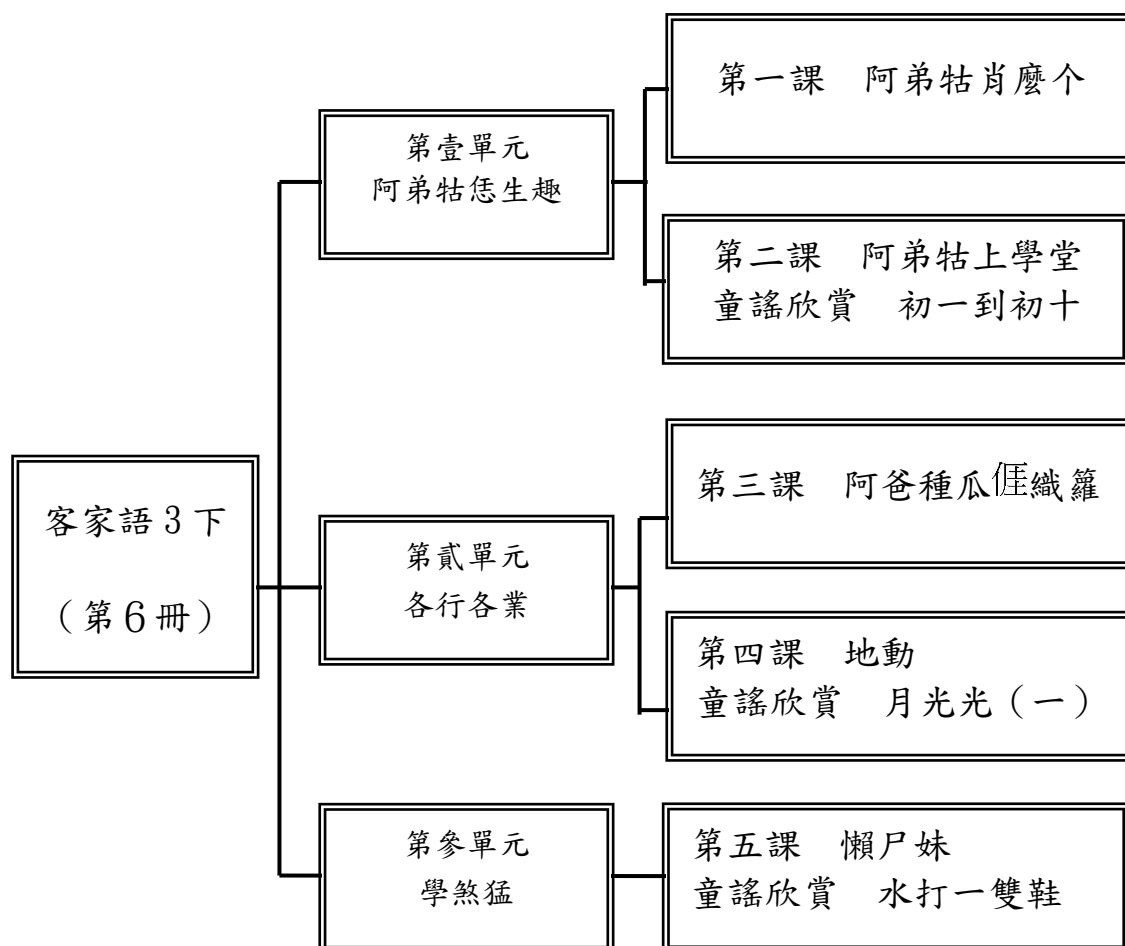 客家語3下
（第6冊）
第壹單元
阿弟牯恁生趣
第一課　阿弟牯肖麼个
第二課　阿弟牯上學堂
童謠欣賞　初一到初十
第貳單元
各行各業
第三課　阿爸種瓜𠊎織籮
第四課　地動
童謠欣賞　月光光（一）
第參單元
學煞猛
第五課　懶尸妹
童謠欣賞　水打一雙鞋